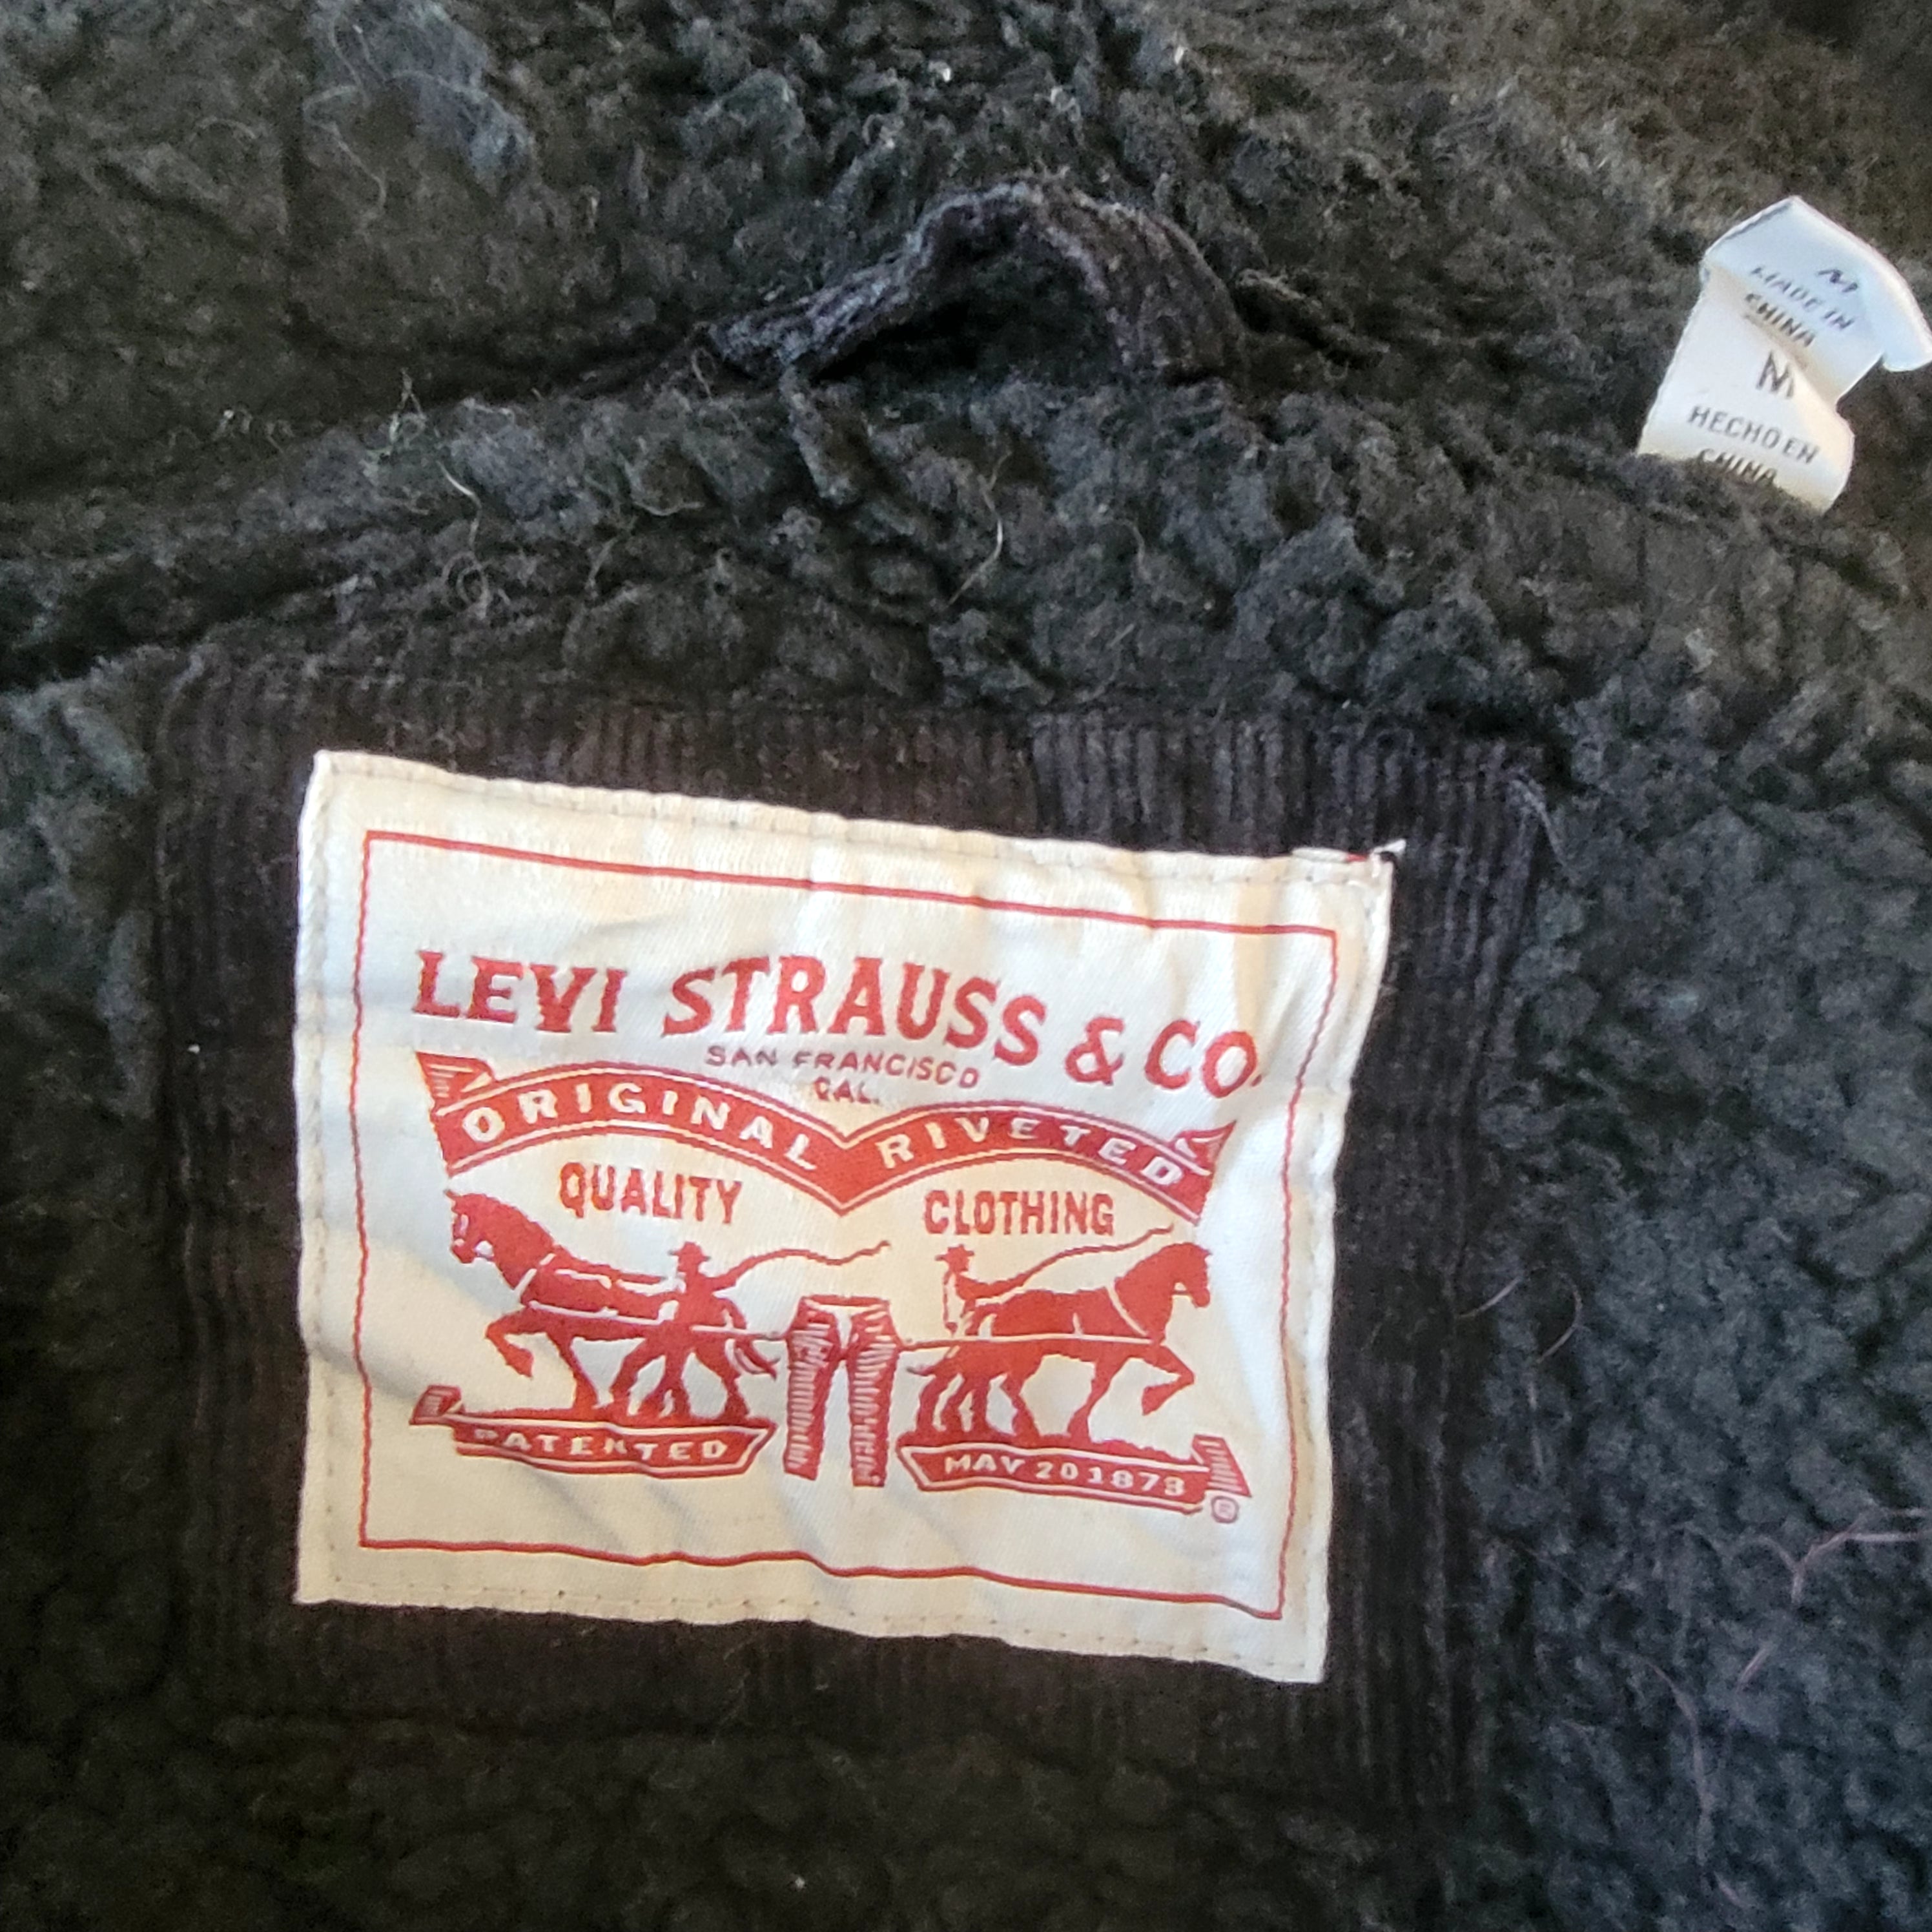 M
MADE IN
CHINA
M
HECHO EN
CHINA
LEVI STRAUSS & CO.
SAN FRANCISCO
CAL.
ORIGINAL RIVETED
QUALITY CLOTHING
PATENTED MAY 20 1873
®